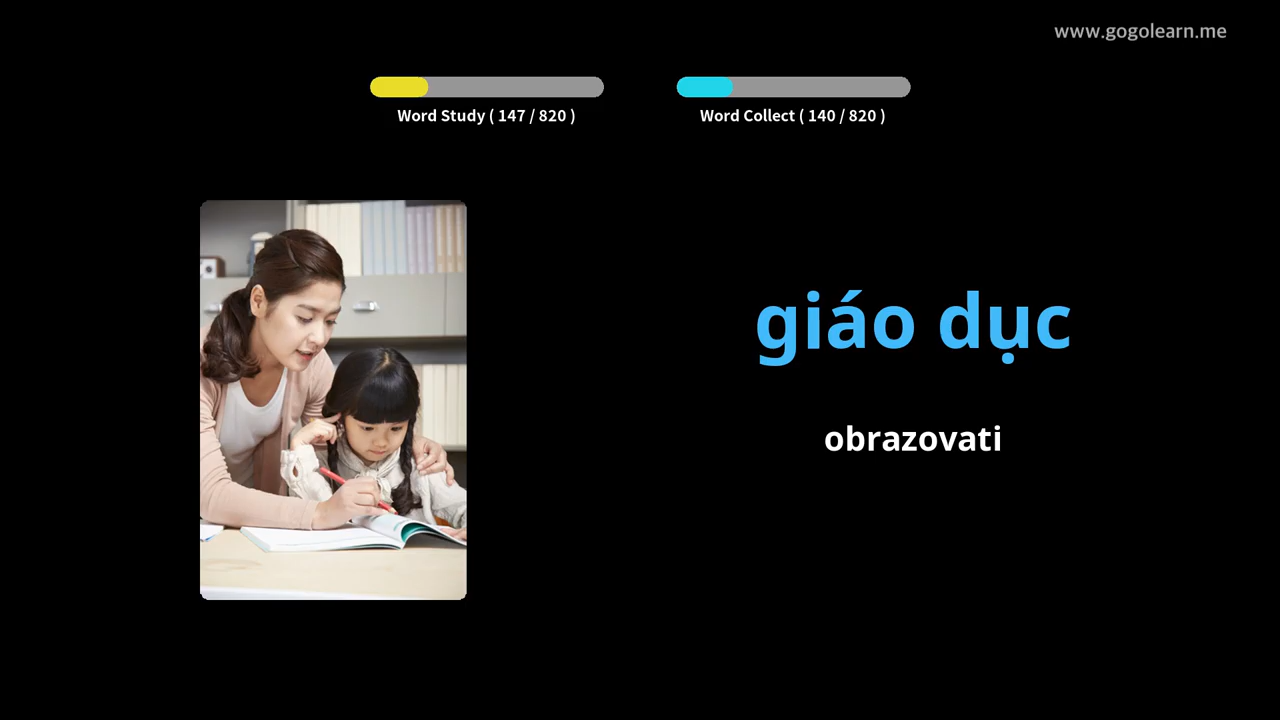 www.gogolearn.me
Word Study ( 147 / 820 )
Word Collect ( 140 / 820 )
giáo dục
obrazovati